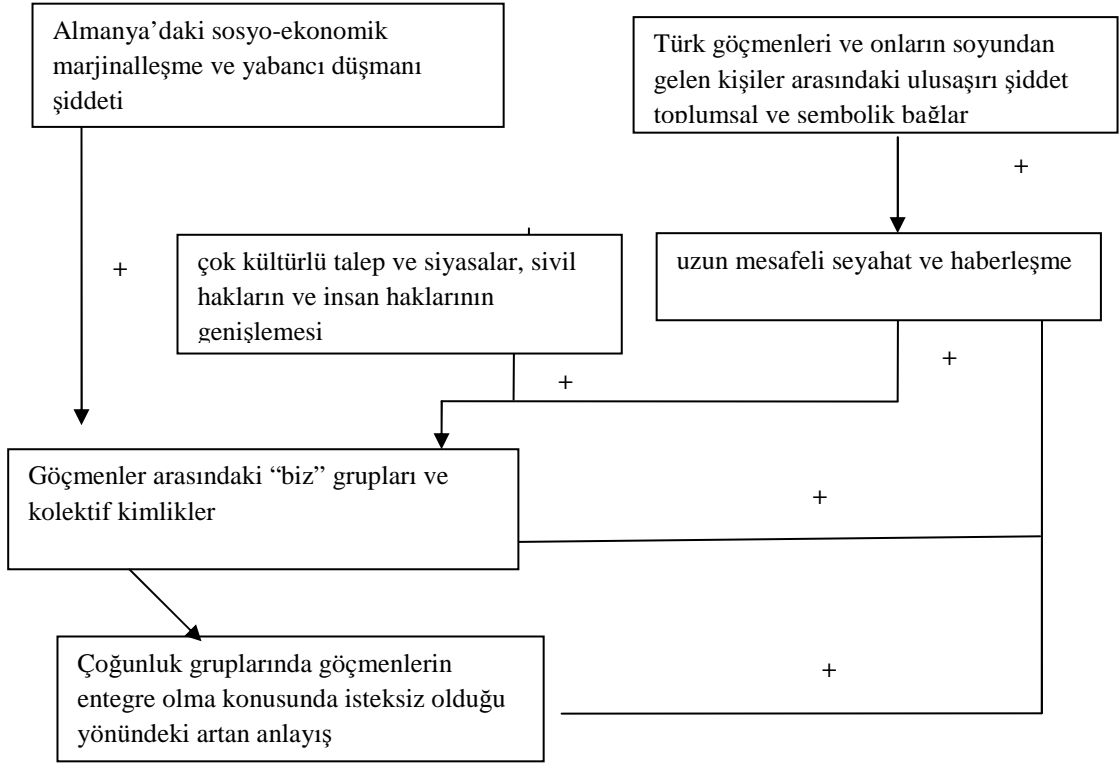 Almanya’daki sosyo-ekonomik
marjinalleşme ve yabancı düşmanı
şiddeti
Türk göçmenleri ve onların soyundan
gelen kişiler arasındaki ulusaşırı şiddet
toplumsal ve sembolik bağlar
+
+
çok kültürlü talep ve siyasalar, sivil
hakların ve insan haklarının
genişlemesi
uzun mesafeli seyahat ve haberleşme
+
+
Göçmenler arasındaki “biz” grupları ve
kolektif kimlikler
+
Çoğunluk gruplarında göçmenlerin
entegre olma konusunda isteksiz olduğu
yönündeki artan anlayış
+